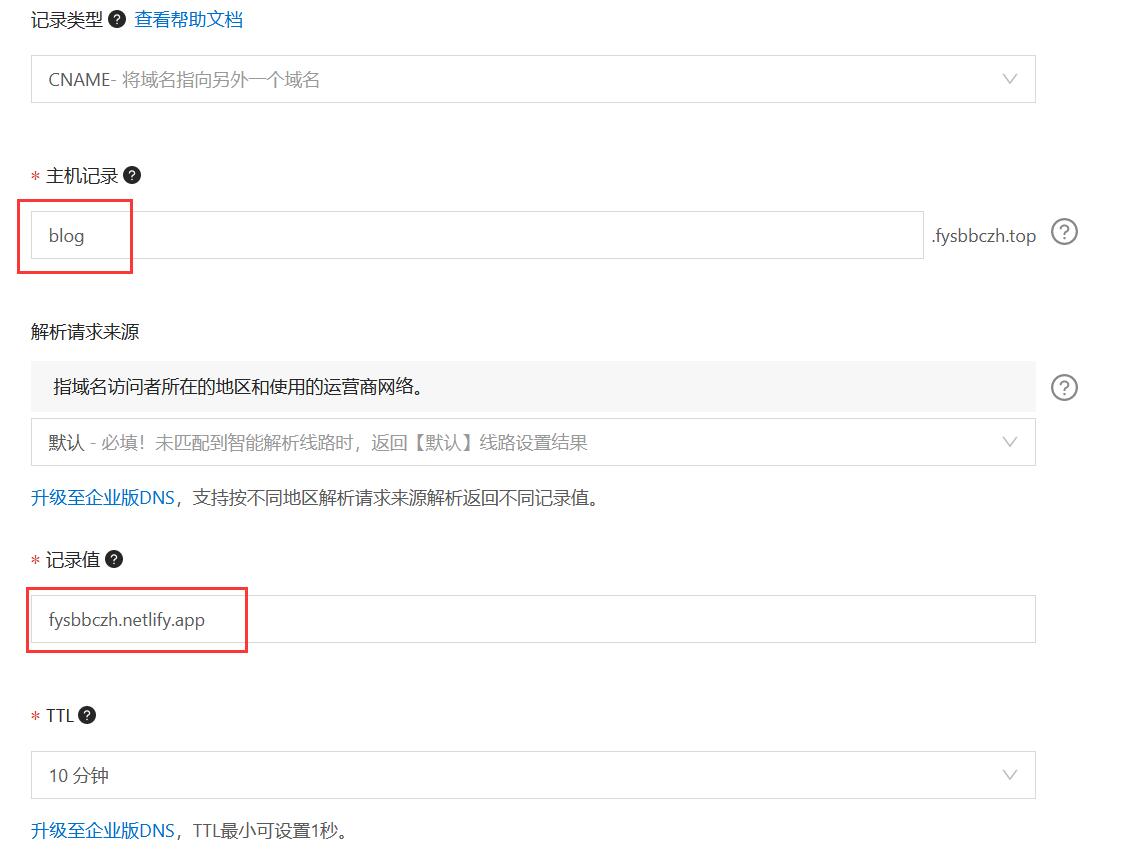 记录类型 ? 查看帮助文档
CNAME- 将域名指向另外一个域名
* 主机记录 ?
blog
.fysbbczh.top ?
解析请求来源
指域名访问者所在的地区和使用的运营商网络。 ?
默认 - 必填！未匹配到智能解析线路时，返回【默认】线路设置结果
升级至企业版DNS，支持按不同地区解析请求来源解析返回不同记录值。
* 记录值 ?
fysbbczh.netlify.app
* TTL ?
10 分钟
升级至企业版DNS，TTL最小可设置1秒。